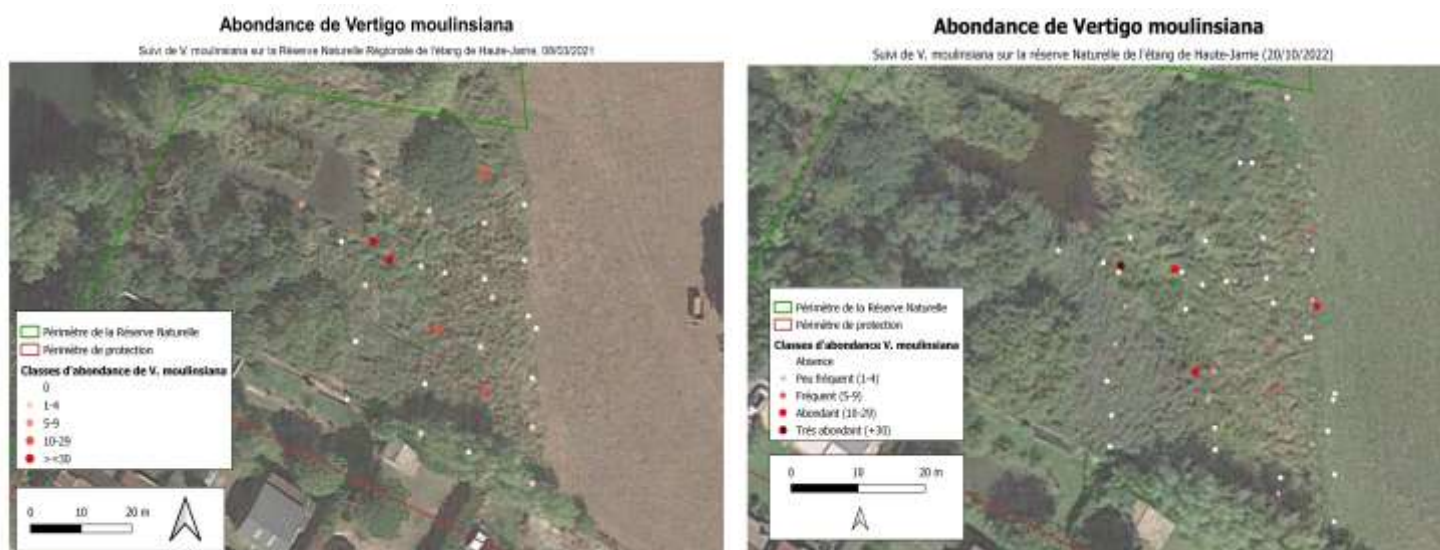 Abondance de Vertigo moulinsiana
Suivi de V. moulinsiana sur la Réserve Naturelle Régionale de l'étang de Haute-Jarrie, 08/03/2021
Périmètre de la Réserve Naturelle
Périmètre de protection
Classes d'abondance de V. moulinsiana
0
1-4
5-9
10-29
>=30
0 10 20 m
Abondance de Vertigo moulinsiana
Suivi de V. moulinsiana sur la réserve Naturelle de l'étang de Haute-Jarrie (20/10/2022)
Périmètre de la Réserve Naturelle
Périmètre de protection
Classes d'abondance V. moulinsiana
Absence
Peu fréquent (1-4)
Fréquent (5-9)
Abondant (10-29)
Très abondant (+30)
0 10 20 m